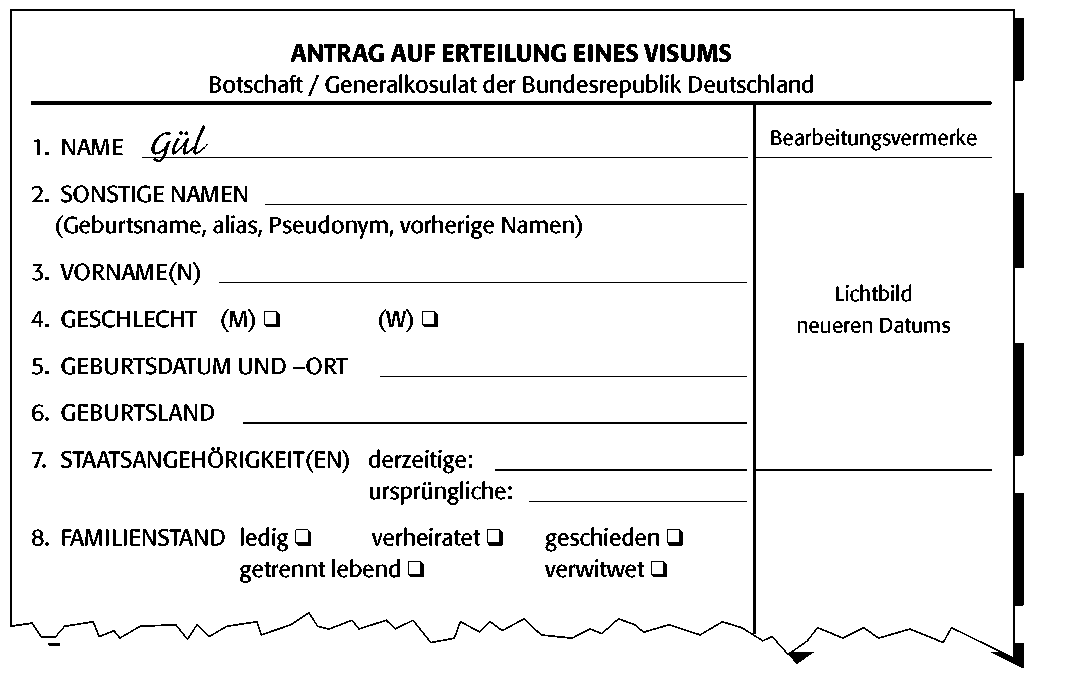 ANTRAG AUF ERTEILUNG EINES VISUMS
Botschaft / Generalkosulat der Bundesrepublik Deutschland
1. NAME Gül
Bearbeitungsvermerke
2. SONSTIGE NAMEN
(Geburtsname, alias, Pseudonym, vorherige Namen)
3. VORNAME(N)
Lichtbild
neueren Datums
4. GESCHLECHT (M) ❑ (W) ❑
5. GEBURTSDATUM UND –ORT
6. GEBURTSLAND
7. STAATSANGEHÖRIGKEIT(EN) derzeitige:
ursprüngliche:
8. FAMILIENSTAND ledig ❑ verheiratet ❑ geschieden ❑
getrennt lebend ❑ verwitwet ❑